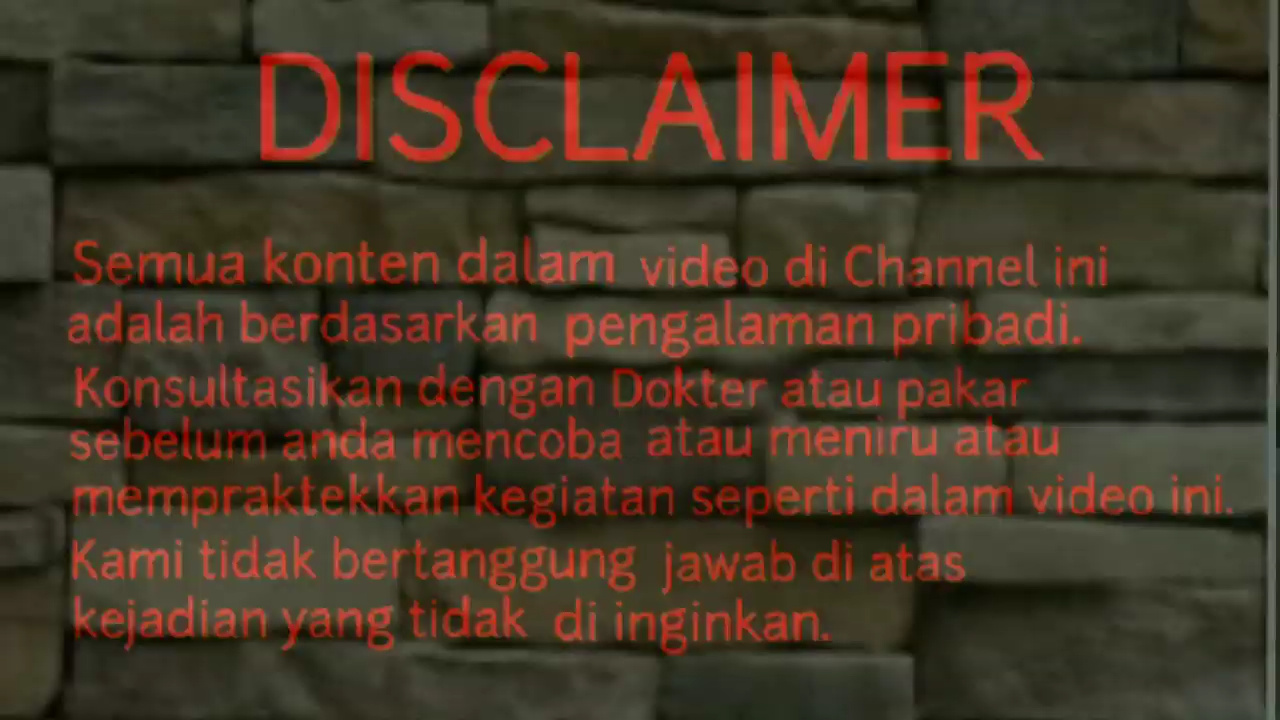 DISCLAIMER
Semua konten dalam video di Channel ini
adalah berdasarkan pengalaman pribadi.
Konsultasikan dengan Dokter atau pakar
sebelum anda mencoba atau meniru atau
mempraktekkan kegiatan seperti dalam video ini.
Kami tidak bertanggung jawab di atas
kejadian yang tidak di inginkan.